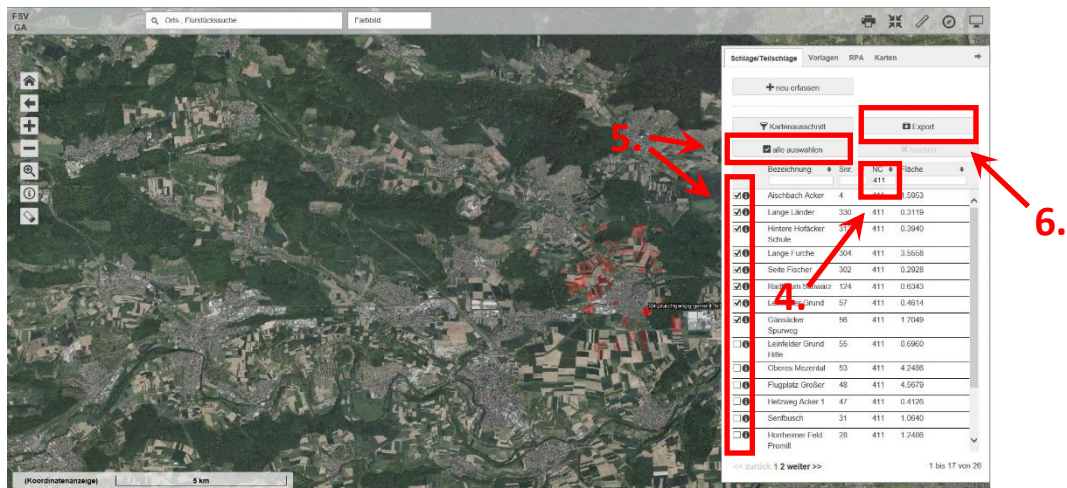 FSV
GA
Orts-, Flurstückssuche
Farbbild
Schläge/Teilschläge Vorlagen RPA Karten
neu erfassen
Kartenausschnitt
Export
alle auswählen
löschen
Bezeichnung Snr. NC Fläche
411
Aischbach Acker 4 411 1.5953
Lange Länder 330 411 0.3119
Hintere Hofäcker 411 0.3940
Schule
Lange Furche 304 411 3.5558
Seite Fischer 302 411 0.2928
124 411 0.6343
Grund 57 411 0.4614
Gänsäcker 56 411 1.7049
Spurweg
Leinfelder Grund 55 411 0.6960
Hitle
Oberes Mezental 53 411 4.2486
Flugplatz Großer 48 411 4.5679
Helzweg Acker 1 47 411 0.4126
Senfbusch 31 411 1.0640
Horrheimer Feld 28 411 1.2486
Promill
<< zurück 1 2 weiter >>
1 bis 17 von 26
(Koordinatenanzeige)
5 km
5.
6.
4.